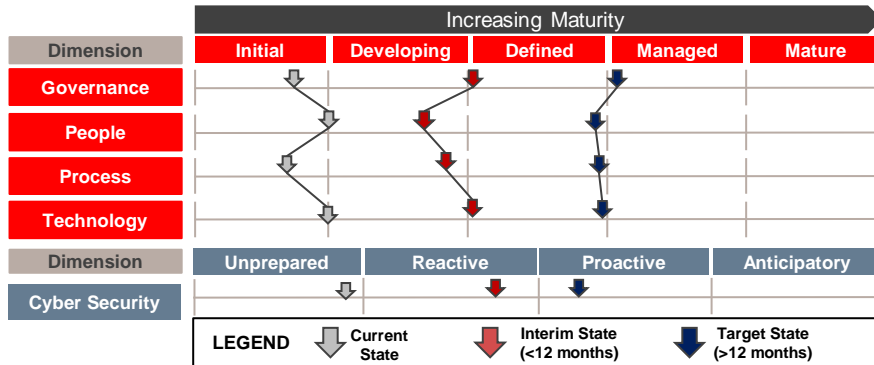 Increasing Maturity
Dimension Initial Developing Defined Managed Mature
Governance
People
Process
Technology
Dimension Unprepared Reactive Proactive Anticipatory
Cyber Security
LEGEND Current State Interim State (<12 months) Target State (>12 months)